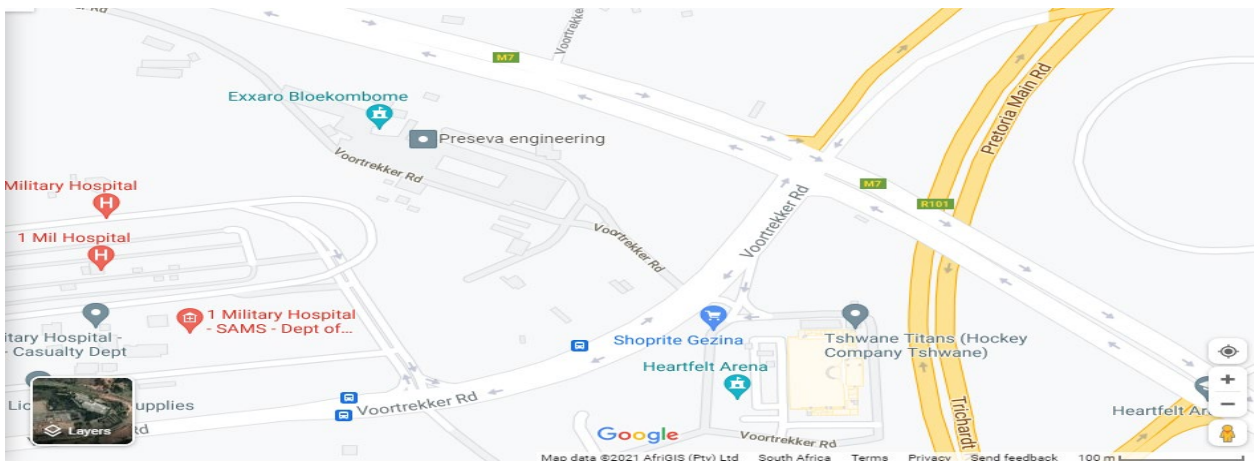 Rd
Voortrekke
M7
Exxaro Bloekombome
Preseva engineering
Pretoria Main Rd
Voortrekker Rd
Military Hospital
H
M7
R101
1 Mil Hospital
H
Voortrekker Rd
Voortrekker Rd
1 Military Hospital
- SAMS - Dept of...
Shoprite Gezina
itary Hospital -
Casualty Dept
Tshwane Titans (Hockey
Company Tshwane)
Heartfelt Arena
Lic
upplies
Voortrekker Rd
Trichardt
Heartfelt Ar
Layers
d
Google
Voortrekker Rd
Map data ©2021 AfriGIS (Pty) Ltd South Africa Terms Privacy Send feedback 100 m